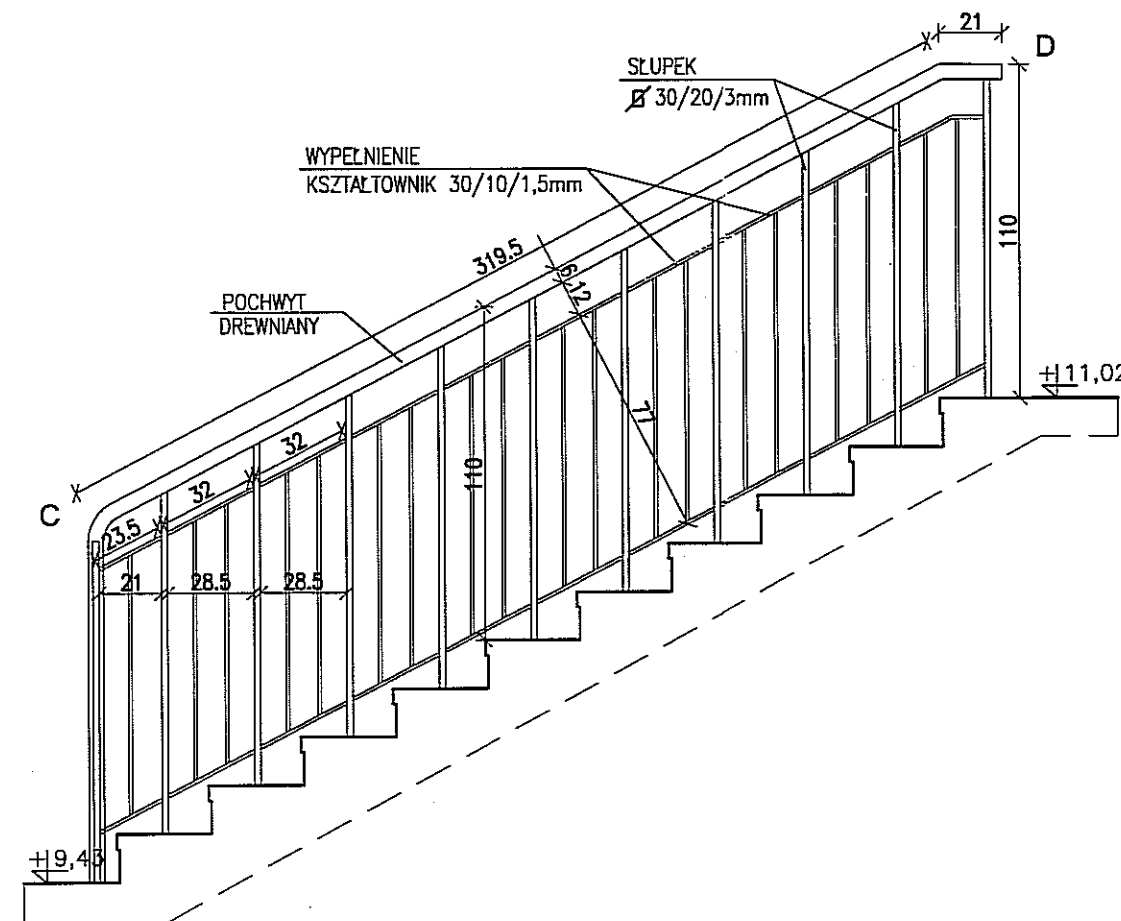 21
D
SŁUPEK
30/20/3mm
WYPEŁNIENIE
KSZTAŁTOWNIK 30/10/1,5mm
319.5
6
12
110
POCHWYT
DREWNIANY
+11,02
77
32
110
32
C
23.5
21
28.5
28.5
+9,43